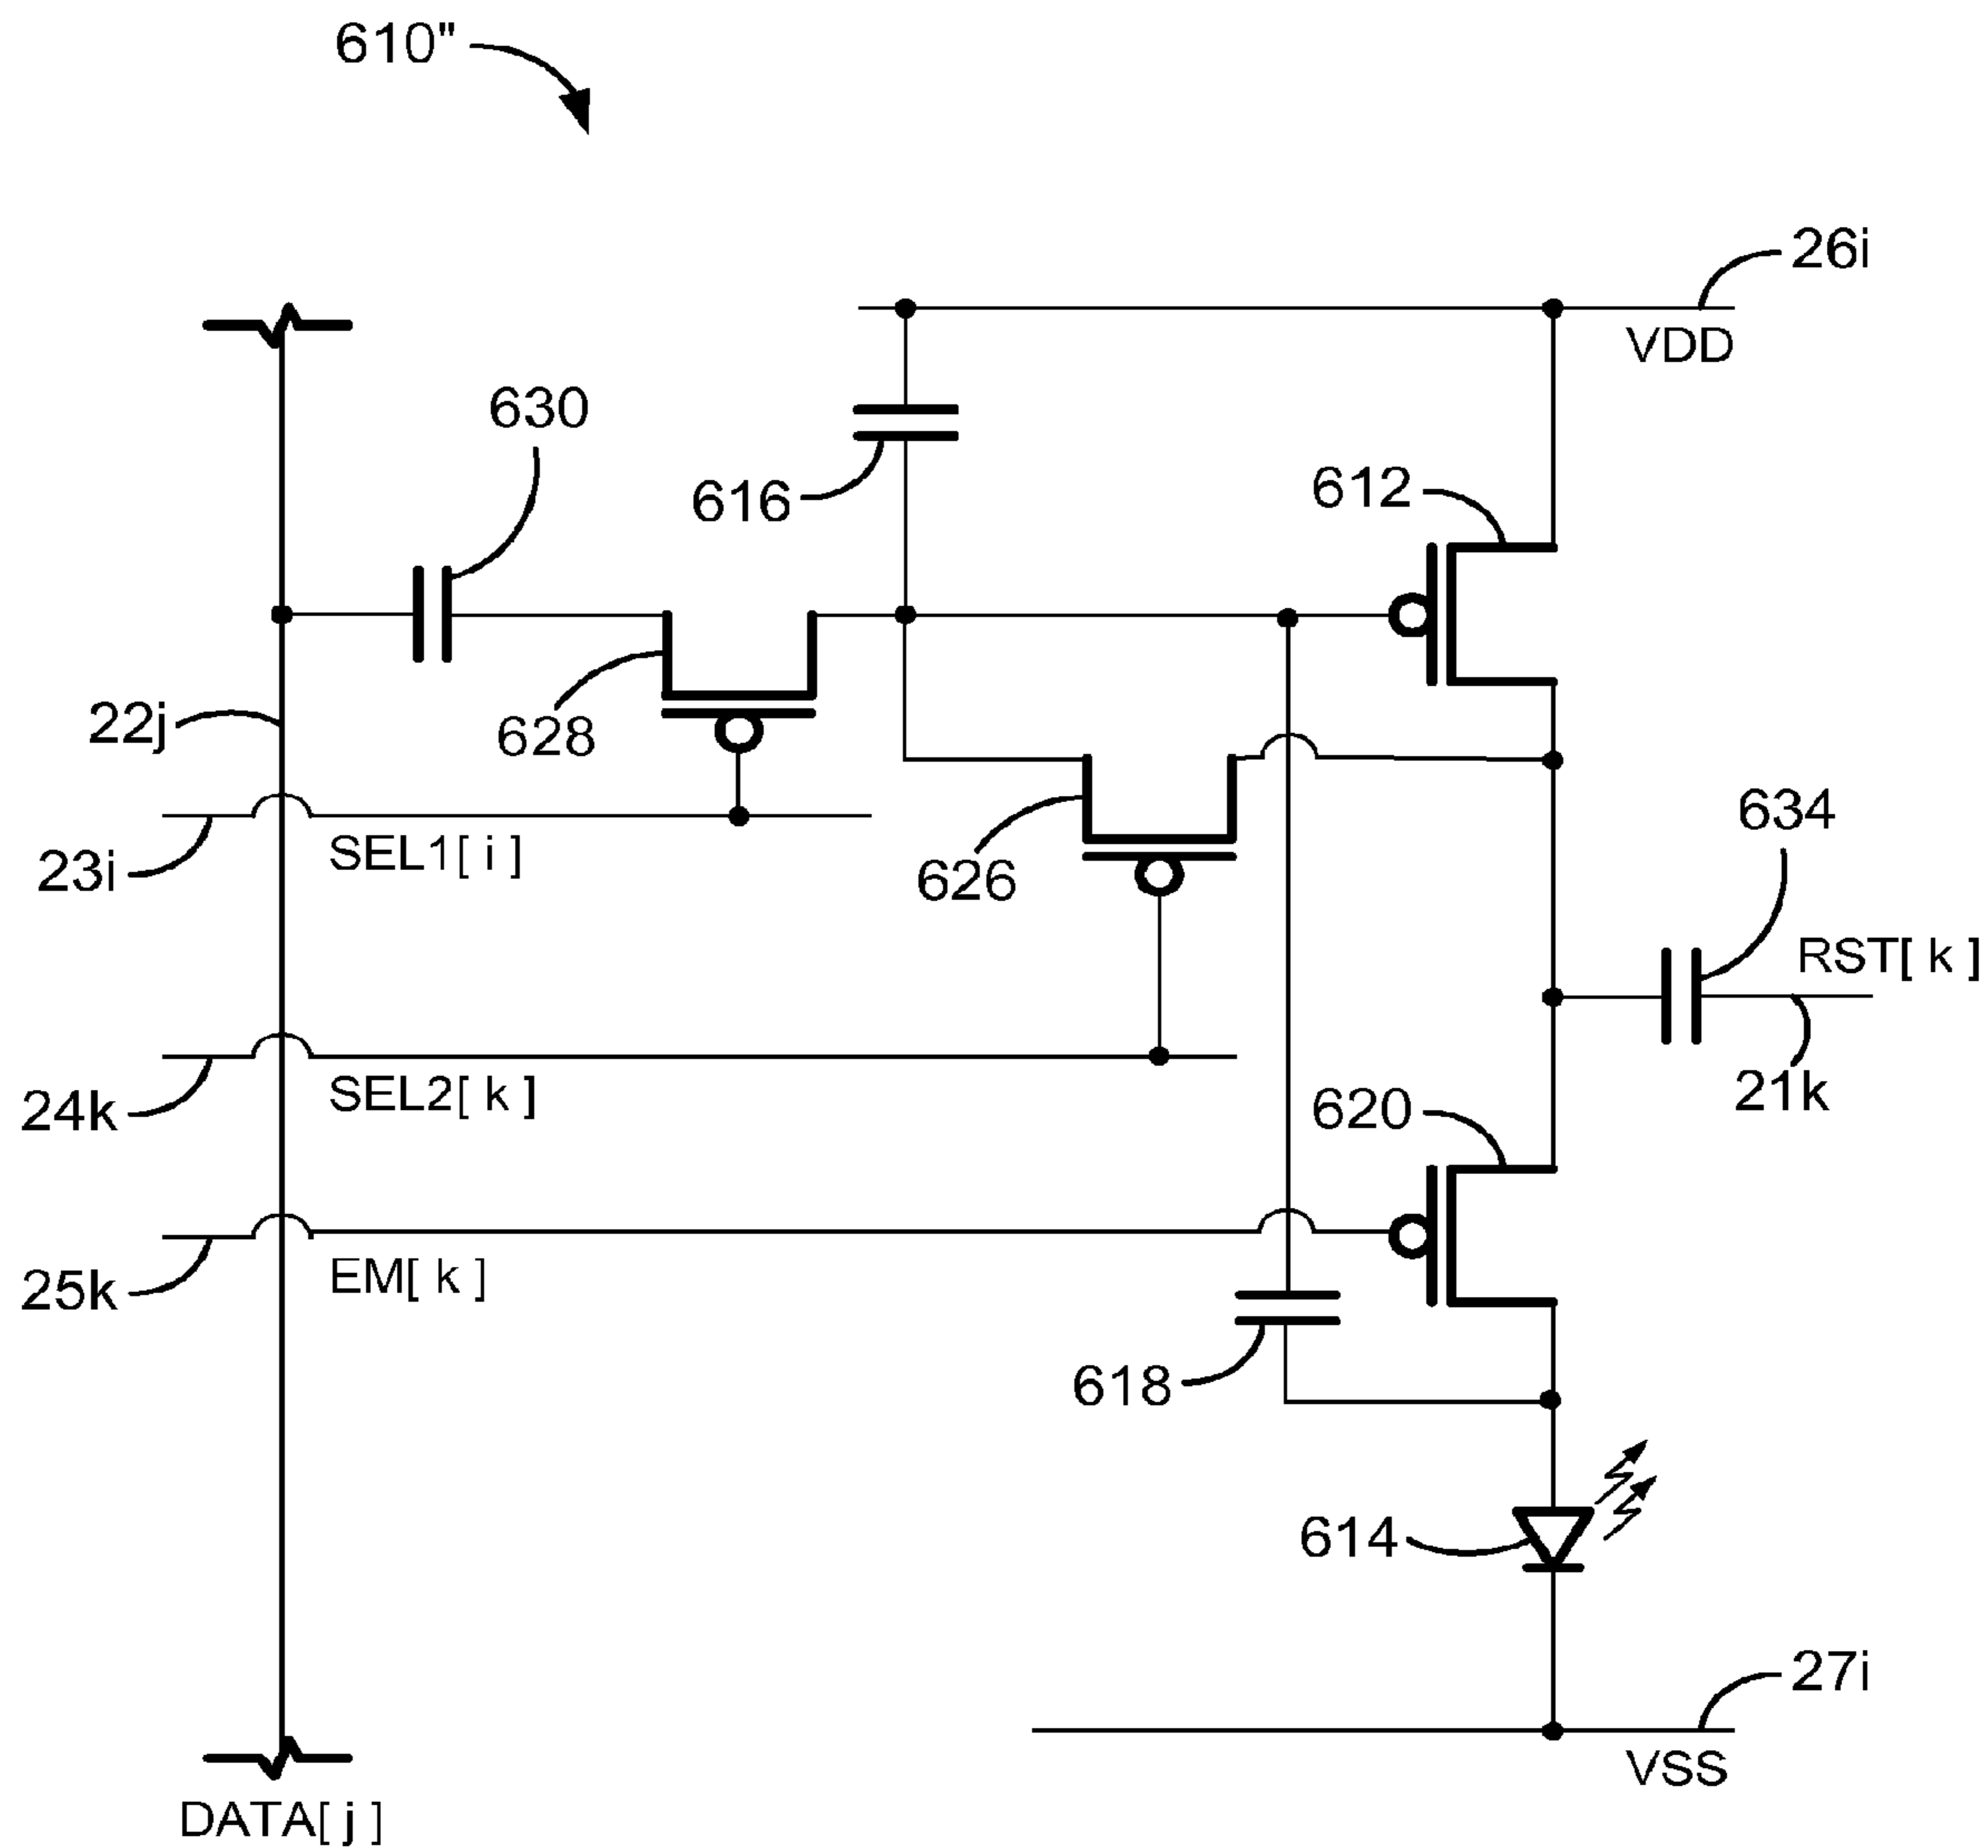 610"
26i
VDD
630
616
612
22j
628
634
23i
SEL1[ i ]
626
RST[ k ]
24k
SEL2[ k ]
620
21k
25k
EM[ k ]
618
614
27i
VSS
DATA[ j ]